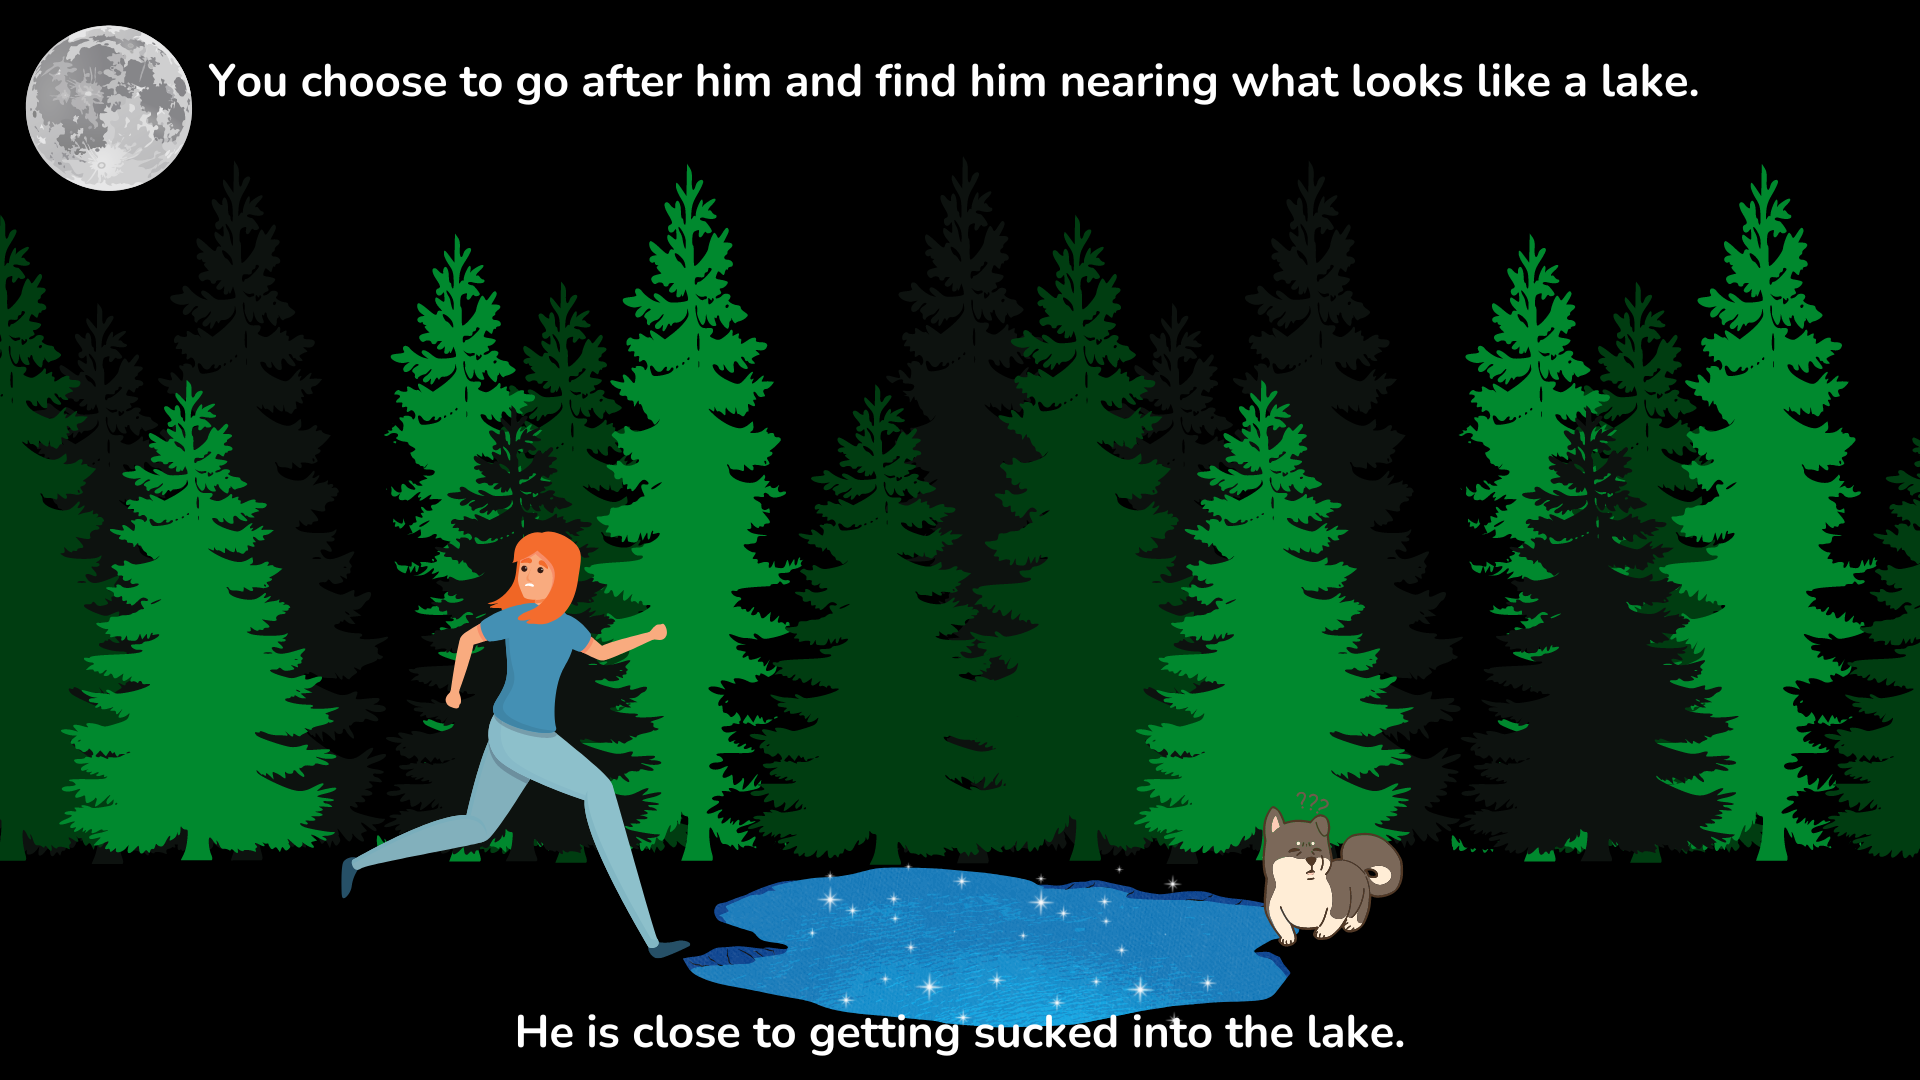 You choose to go after him and find him nearing what looks like a lake.
???
He is close to getting sucked into the lake.